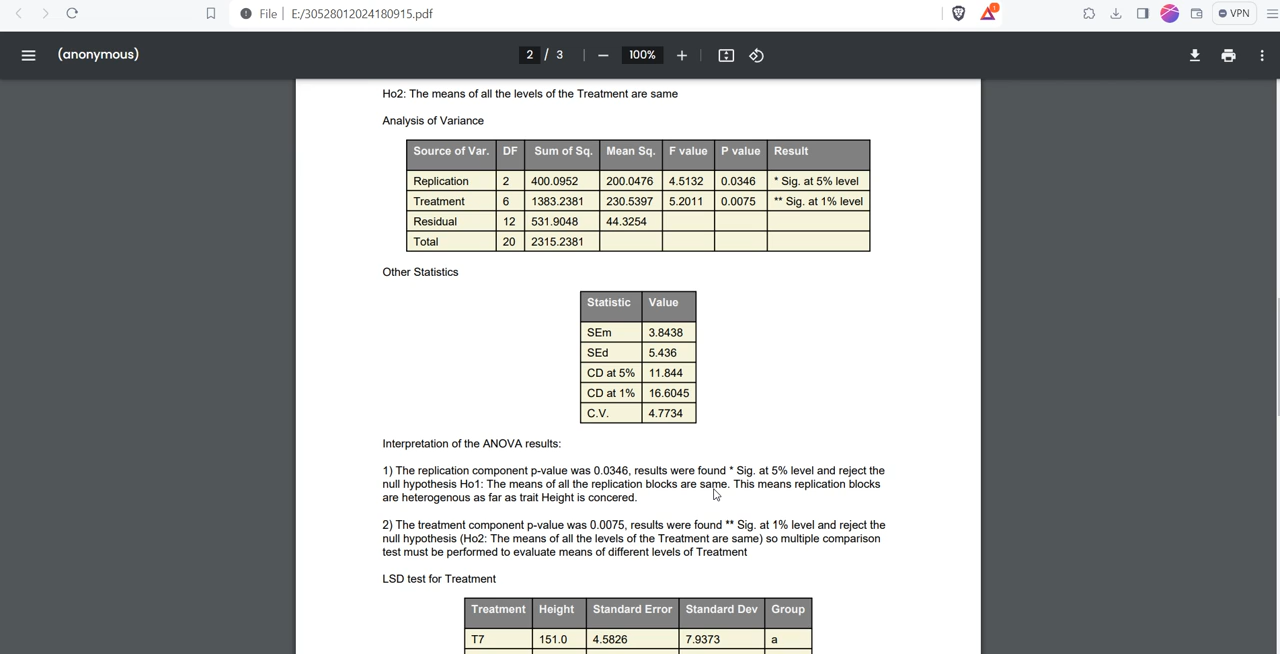 File E:/30528012024180915.pdf 1 VPN
(anonymous) 2 / 3 100%
Ho2: The means of all the levels of the Treatment are same
Analysis of Variance
Source of Var. DF Sum of Sq. Mean Sq. F value P value Result
Replication 2 400.0952 200.0476 4.5132 0.0346 * Sig. at 5% level
Treatment 6 1383.2381 230.5397 5.2011 0.0075 ** Sig. at 1% level
Residual 12 531.9048 44.3254
Total 20 2315.2381
Other Statistics
Statistic Value
SEm 3.8438
SEd 5.436
CD at 5% 11.844
CD at 1% 16.6045
C.V. 4.7734
Interpretation of the ANOVA results:
1) The replication component p-value was 0.0346, results were found * Sig. at 5% level and reject the
null hypothesis Ho1: The means of all the replication blocks are same. This means replication blocks
are heterogenous as far as trait Height is concered.
2) The treatment component p-value was 0.0075, results were found ** Sig. at 1% level and reject the
null hypothesis (Ho2: The means of all the levels of the Treatment are same) so multiple comparison
test must be performed to evaluate means of different levels of Treatment
LSD test for Treatment
Treatment Height Standard Error Standard Dev Group
T7 151.0 4.5826 7.9373 a